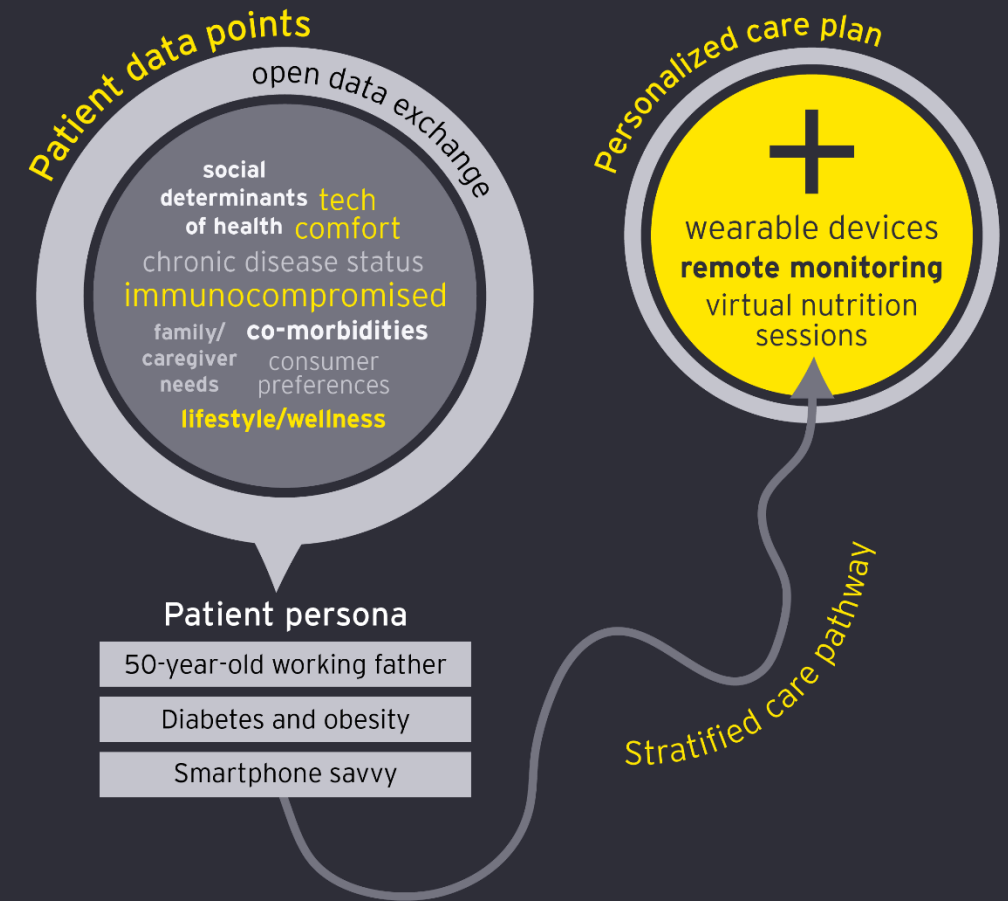 Patient data points
open data exchange
social
determinants
of health
tech
comfort
chronic disease status
immunocompromised
family/
caregiver
needs
co-morbidities
consumer
preferences
lifestyle/wellness
Patient persona
50-year-old working father
Diabetes and obesity
Smartphone savvy
Stratified care pathway
Personalized care plan
+
wearable devices
remote monitoring
virtual nutrition
sessions